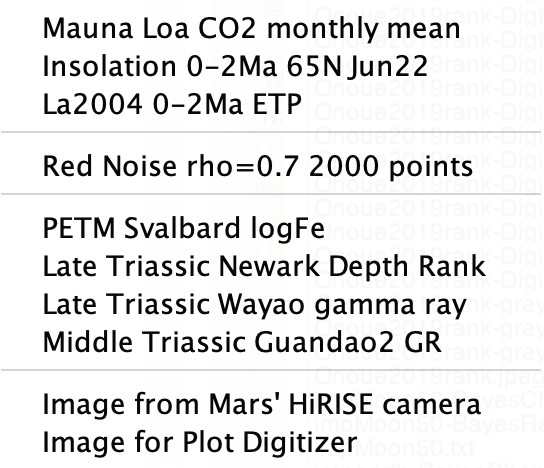 Mauna Loa CO2 monthly mean
Insolation 0-2Ma 65N Jun22
La2004 0-2Ma ETP
Red Noise rho=0.7 2000 points
PETM Svalbard logFe
Late Triassic Newark Depth Rank
Late Triassic Wayao gamma ray
Middle Triassic Guandao2 GR
Image from Mars' HiRISE camera
Image for Plot Digitizer